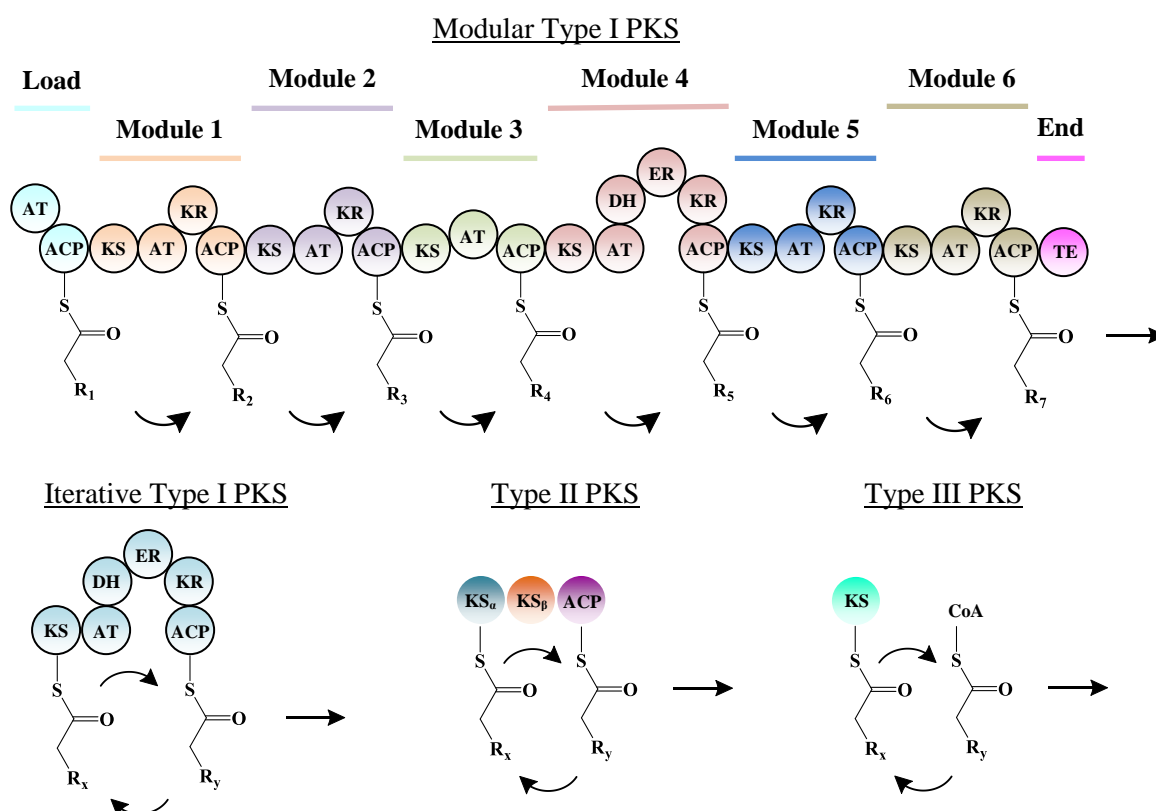 Modular Type I PKS
Load Module 2 Module 4 Module 6
Module 1 Module 3 Module 5 End
ER
AT KR KR DH KR KR KR
ACP KS AT ACP KS AT ACP KS AT ACP KS AT ACP KS AT ACP KS AT ACP TE
S S S S S S S
O O O O O O O
R1 R2 R3 R4 R5 R6 R7
Iterative Type I PKS Type II PKS Type III PKS
ER
DH KR KSα KSβ ACP KS CoA
KS AT ACP
S S S S S S
O O O O O O
Rx Ry Rx Ry Rx Ry